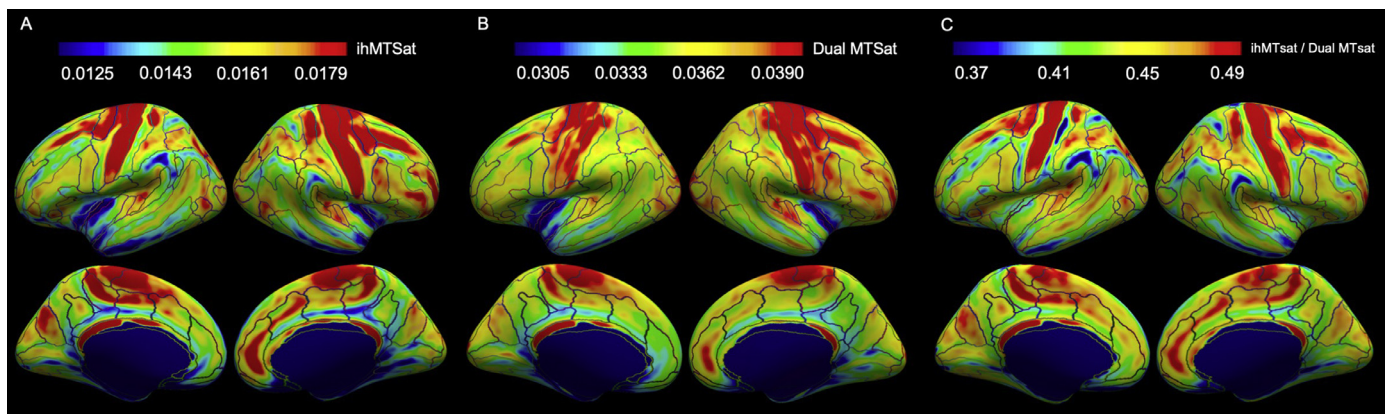 A
ihMTSat
0.0125 0.0143 0.0161 0.0179
B
Dual MTSat
0.0305 0.0333 0.0362 0.0390
C
ihMTsat / Dual MTsat
0.37 0.41 0.45 0.49